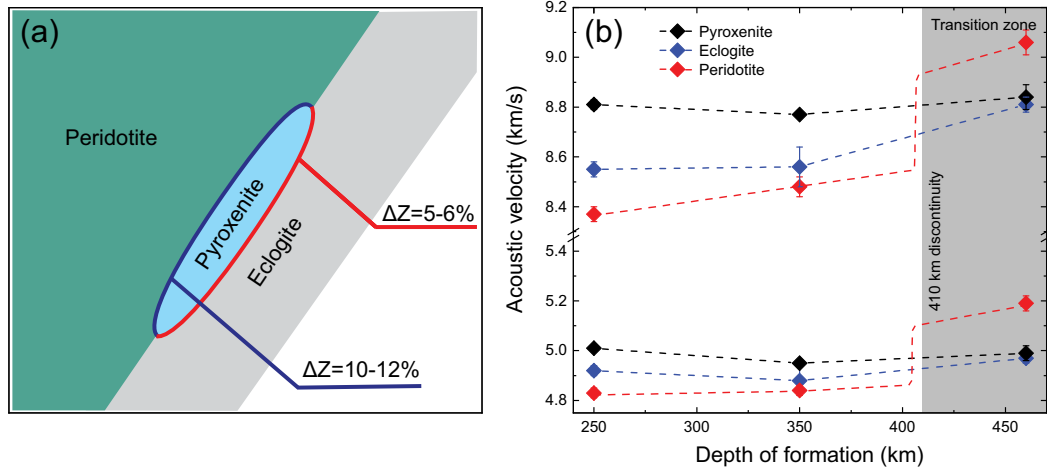 (a)
Peridotite
Pyroxenite
Eclogite
ΔZ=5-6%
ΔZ=10-12%
(b)
Pyroxenite
Eclogite
Peridotite
Transition zone
410 km discontinuity
Acoustic velocity (km/s)
9.2
9.0
8.8
8.6
8.4
5.2
5.0
4.8
250
300
350
400
450
Depth of formation (km)